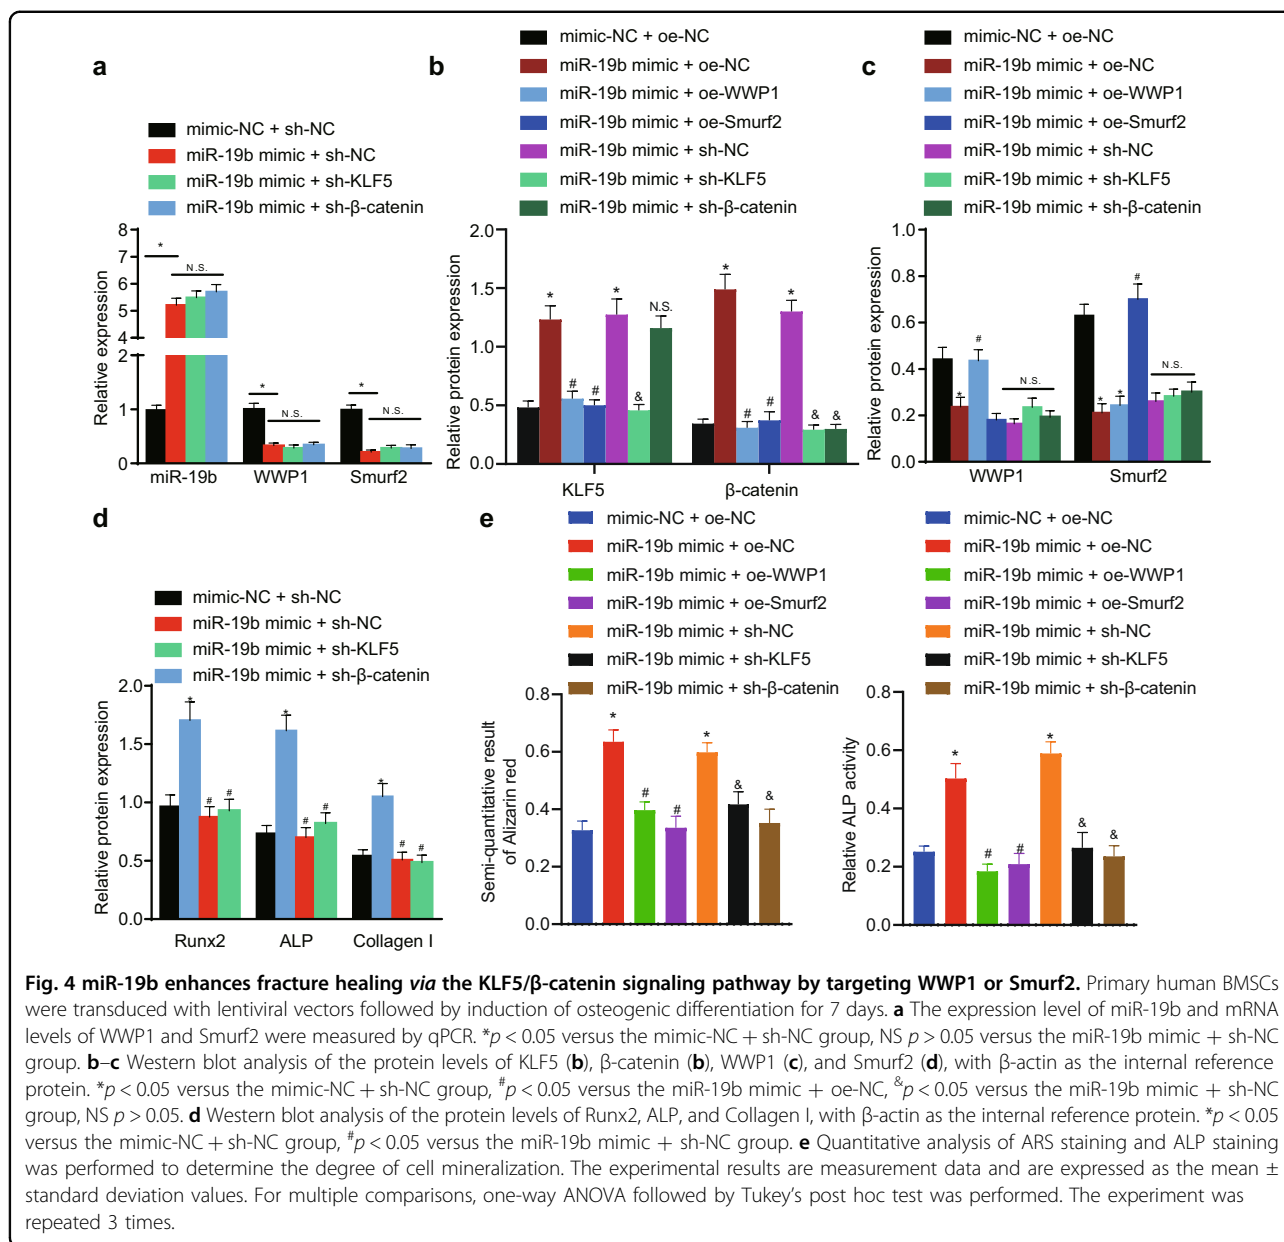 a
mimic-NC + sh-NC
miR-19b mimic + sh-NC
miR-19b mimic + sh-KLF5
miR-19b mimic + sh-β-catenin
Relative expression
8
7
6
5
4
2
1
0
*
N.S.
*
N.S.
*
N.S.
miR-19b
WWP1
Smurf2
b
mimic-NC + oe-NC
miR-19b mimic + oe-NC
miR-19b mimic + oe-WWP1
miR-19b mimic + oe-Smurf2
miR-19b mimic + sh-NC
miR-19b mimic + sh-KLF5
miR-19b mimic + sh-β-catenin
Relative protein expression
2.0
1.5
1.0
0.5
0.0
*
#
#
*
&
N.S.
*
#
#
*
&
&
KLF5
β-catenin
c
mimic-NC + oe-NC
miR-19b mimic + oe-NC
miR-19b mimic + oe-WWP1
miR-19b mimic + oe-Smurf2
miR-19b mimic + sh-NC
miR-19b mimic + sh-KLF5
miR-19b mimic + sh-β-catenin
Relative protein expression
1.0
0.8
0.6
0.4
0.2
0.0
*
#
N.S.
*
*
#
N.S.
WWP1
Smurf2
d
mimic-NC + sh-NC
miR-19b mimic + sh-NC
miR-19b mimic + sh-KLF5
miR-19b mimic + sh-β-catenin
Relative protein expression
2.0
1.5
1.0
0.5
0.0
*
#
#
*
#
#
*
#
#
Runx2
ALP
Collagen I
e
mimic-NC + oe-NC
miR-19b mimic + oe-NC
miR-19b mimic + oe-WWP1
miR-19b mimic + oe-Smurf2
miR-19b mimic + sh-NC
miR-19b mimic + sh-KLF5
miR-19b mimic + sh-β-catenin
Semi-quantitative result
of Alizarin red
0.8
0.6
0.4
0.2
0.0
*
#
#
*
&
&
mimic-NC + oe-NC
miR-19b mimic + oe-NC
miR-19b mimic + oe-WWP1
miR-19b mimic + oe-Smurf2
miR-19b mimic + sh-NC
miR-19b mimic + sh-KLF5
miR-19b mimic + sh-β-catenin
Relative ALP activity
0.8
0.6
0.4
0.2
0.0
*
#
#
*
&
&
Fig. 4 miR-19b enhances fracture healing via the KLF5/β-catenin signaling pathway by targeting WWP1 or Smurf2. Primary human BMSCs
were transduced with lentiviral vectors followed by induction of osteogenic differentiation for 7 days. a The expression level of miR-19b and mRNA
levels of WWP1 and Smurf2 were measured by qPCR. *p < 0.05 versus the mimic-NC + sh-NC group, NS p > 0.05 versus the miR-19b mimic + sh-NC
group. b–c Western blot analysis of the protein levels of KLF5 (b), β-catenin (b), WWP1 (c), and Smurf2 (d), with β-actin as the internal reference
protein. *p < 0.05 versus the mimic-NC + sh-NC group, #p < 0.05 versus the miR-19b mimic + oe-NC, &p < 0.05 versus the miR-19b mimic + sh-NC
group, NS p > 0.05. d Western blot analysis of the protein levels of Runx2, ALP, and Collagen I, with β-actin as the internal reference protein. *p < 0.05
versus the mimic-NC + sh-NC group, #p < 0.05 versus the miR-19b mimic + sh-NC group. e Quantitative analysis of ARS staining and ALP staining
was performed to determine the degree of cell mineralization. The experimental results are measurement data and are expressed as the mean ±
standard deviation values. For multiple comparisons, one-way ANOVA followed by Tukey's post hoc test was performed. The experiment was
repeated 3 times.